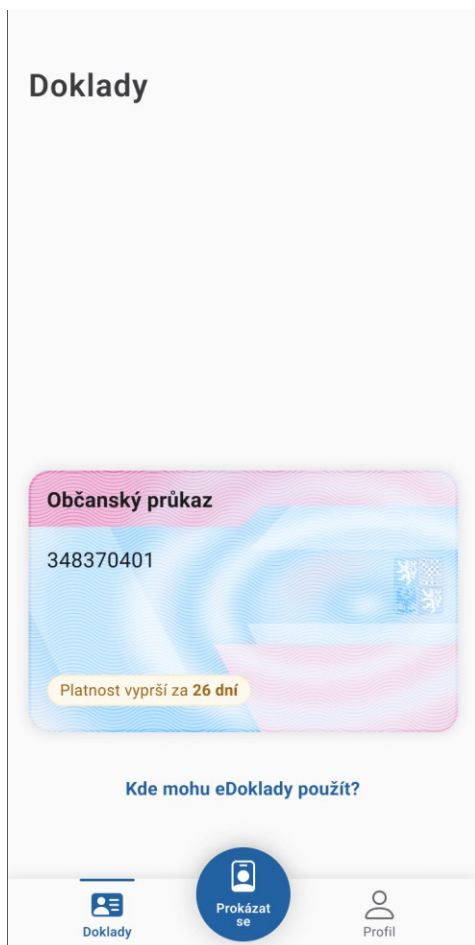 Doklady
Občanský průkaz
348370401
Platnost vyprší za 26 dní
Kde mohu eDoklady použít?
Prokázat
se
Doklady
Profil